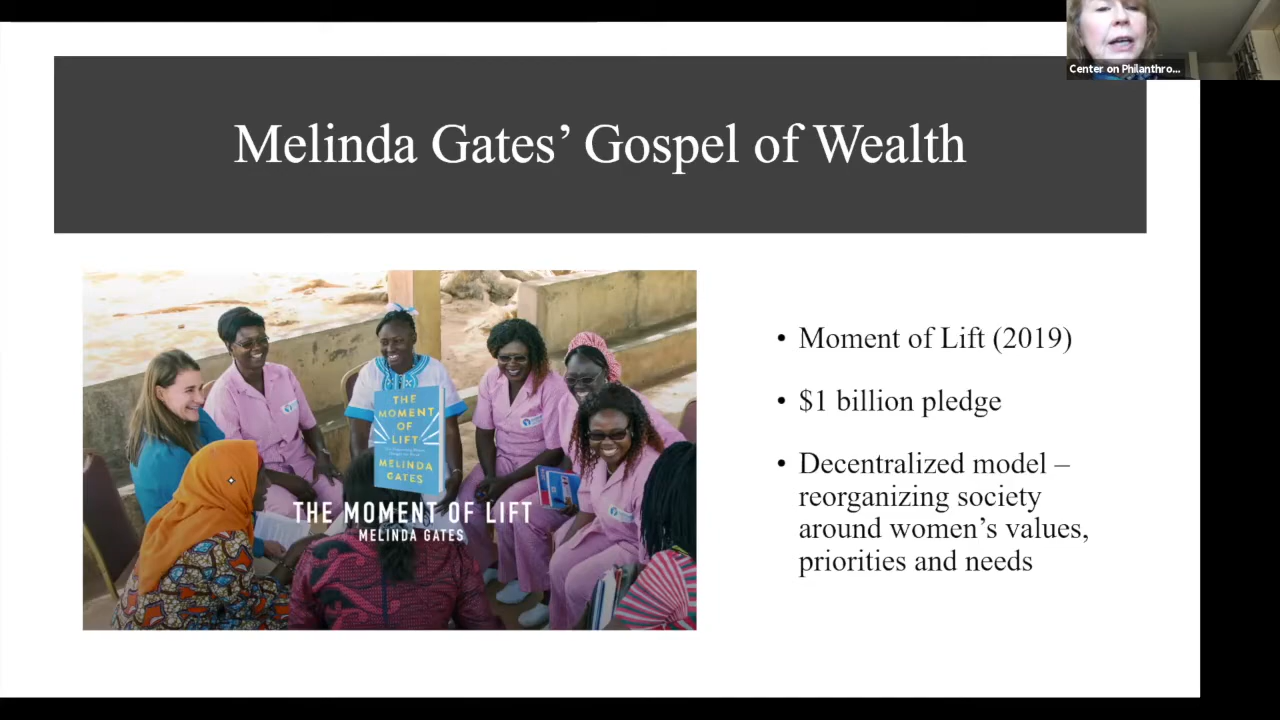 Center on Philanthro...
Melinda Gates' Gospel of Wealth
THE
MOMENT
OF
LIFT
MELINDA
GATES
THE MOMENT OF LIFT
MELINDA GATES
• Moment of Lift (2019)
• $1 billion pledge
• Decentralized model –
reorganizing society
around women's values,
priorities and needs